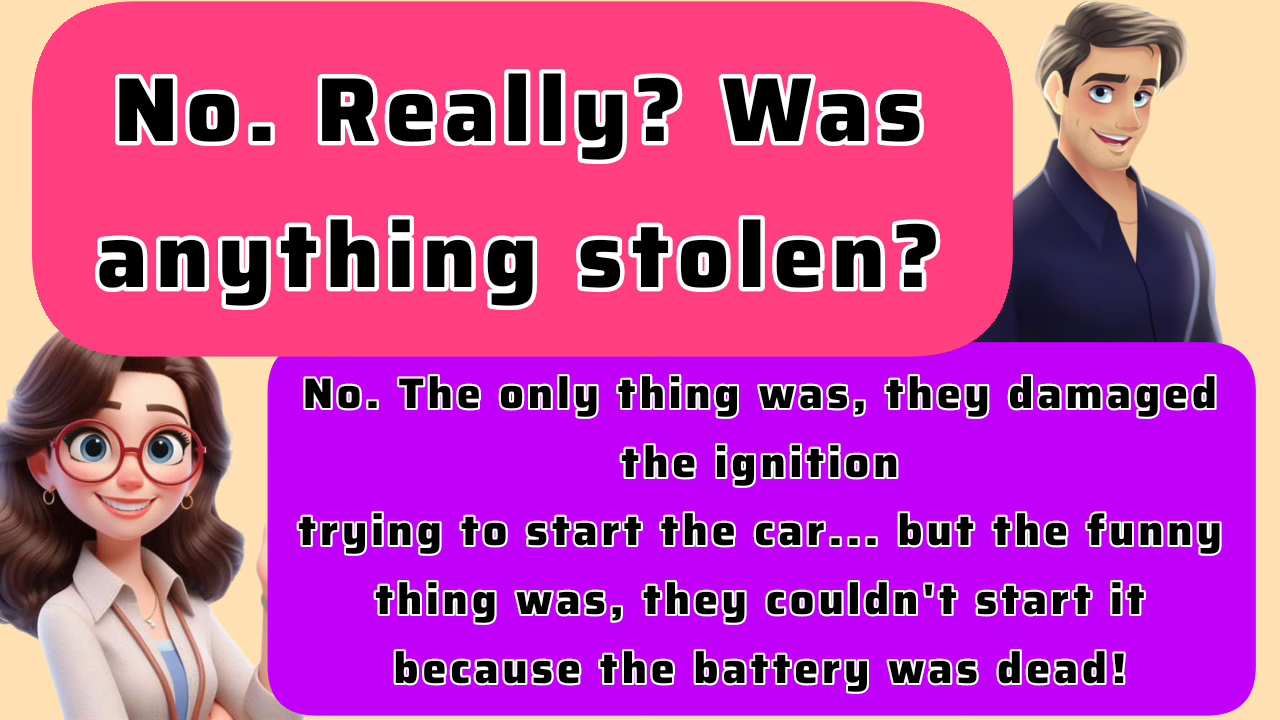 No. Really? Was
anything stolen?
No. The only thing was, they damaged
the ignition
trying to start the car... but the funny
thing was, they couldn't start it
because the battery was dead!